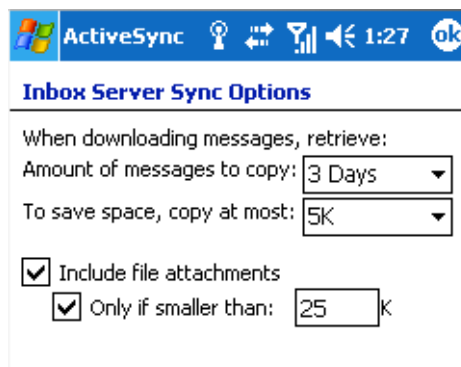 ActiveSync 1:27 ok
Inbox Server Sync Options
When downloading messages, retrieve:
Amount of messages to copy: 3 Days
To save space, copy at most: 5K
Include file attachments
Only if smaller than: 25 K